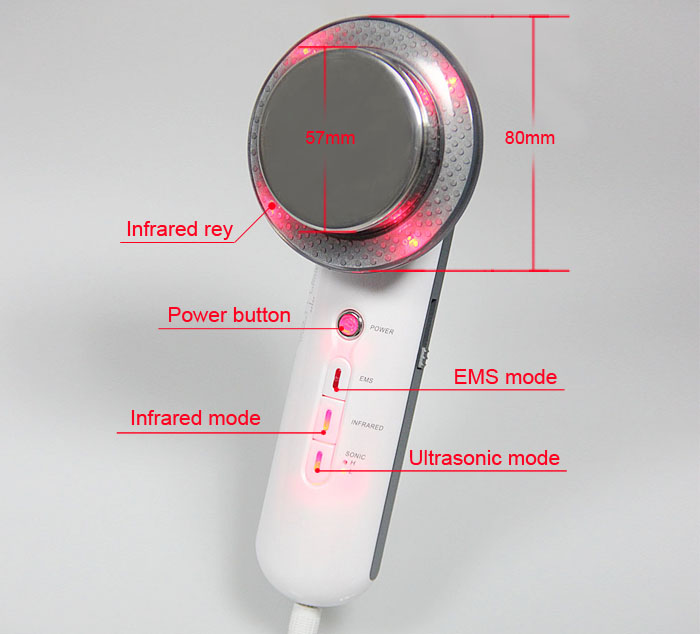 57mm
80mm
Infrared rey
Power button
POWER
EMS
EMS mode
Infrared mode
INFRARED
SONIC
H
Ultrasonic mode